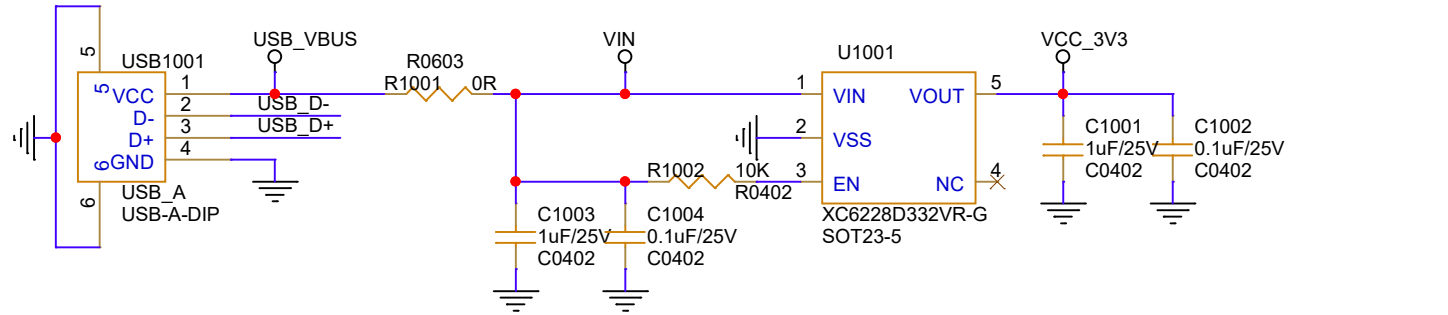 USB_VBUS
VIN
VCC_3V3
5
USB1001
R0603
U1001
1
R1001
0R
1
5
5
VCC
VIN
VOUT
2
USB_D-
D-
3
USB_D+
2
VSS
D+
C1001
1uF/25V
C0402
C1002
0.1uF/25V
C0402
4
6
GND
R1002
10K
R0402
3
EN
NC
4
USB_A
USB-A-DIP
6
C1003
1uF/25V
C0402
C1004
0.1uF/25V
C0402
XC6228D332VR-G
SOT23-5